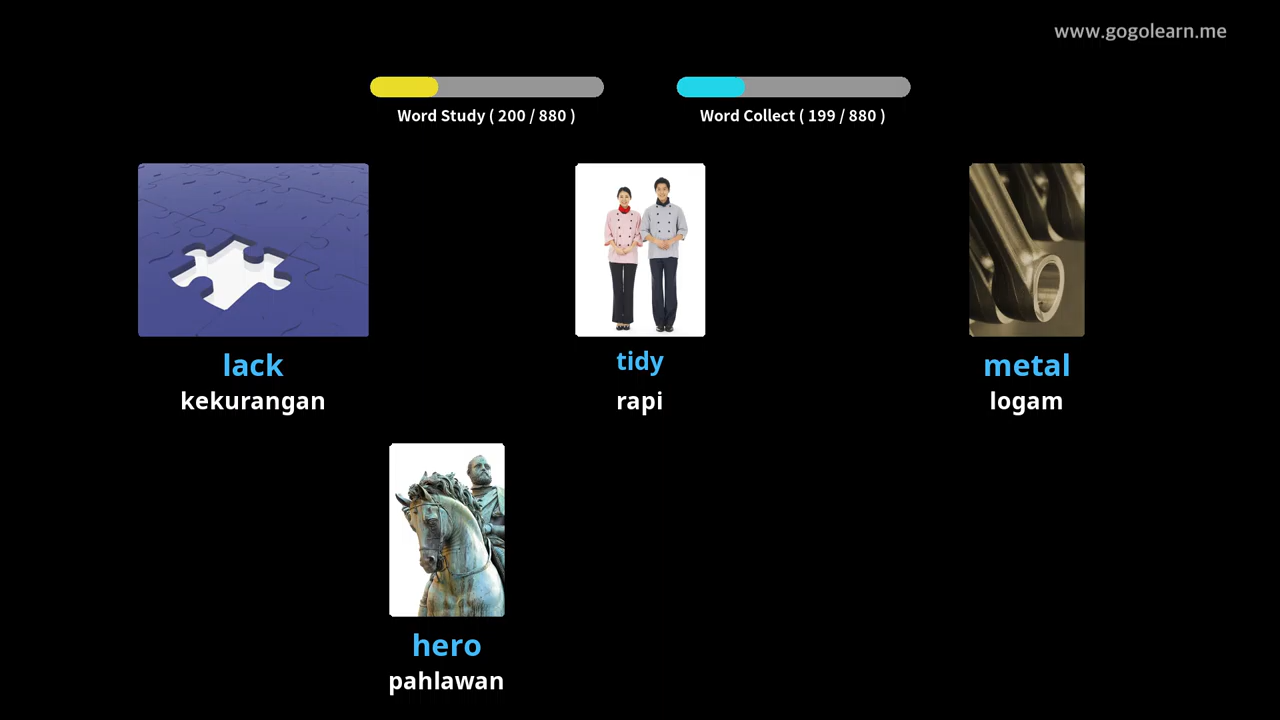 www.gogolearn.me
Word Study ( 200 / 880 )
Word Collect ( 199 / 880 )
lack
kekurangan
tidy
rapi
metal
logam
hero
pahlawan